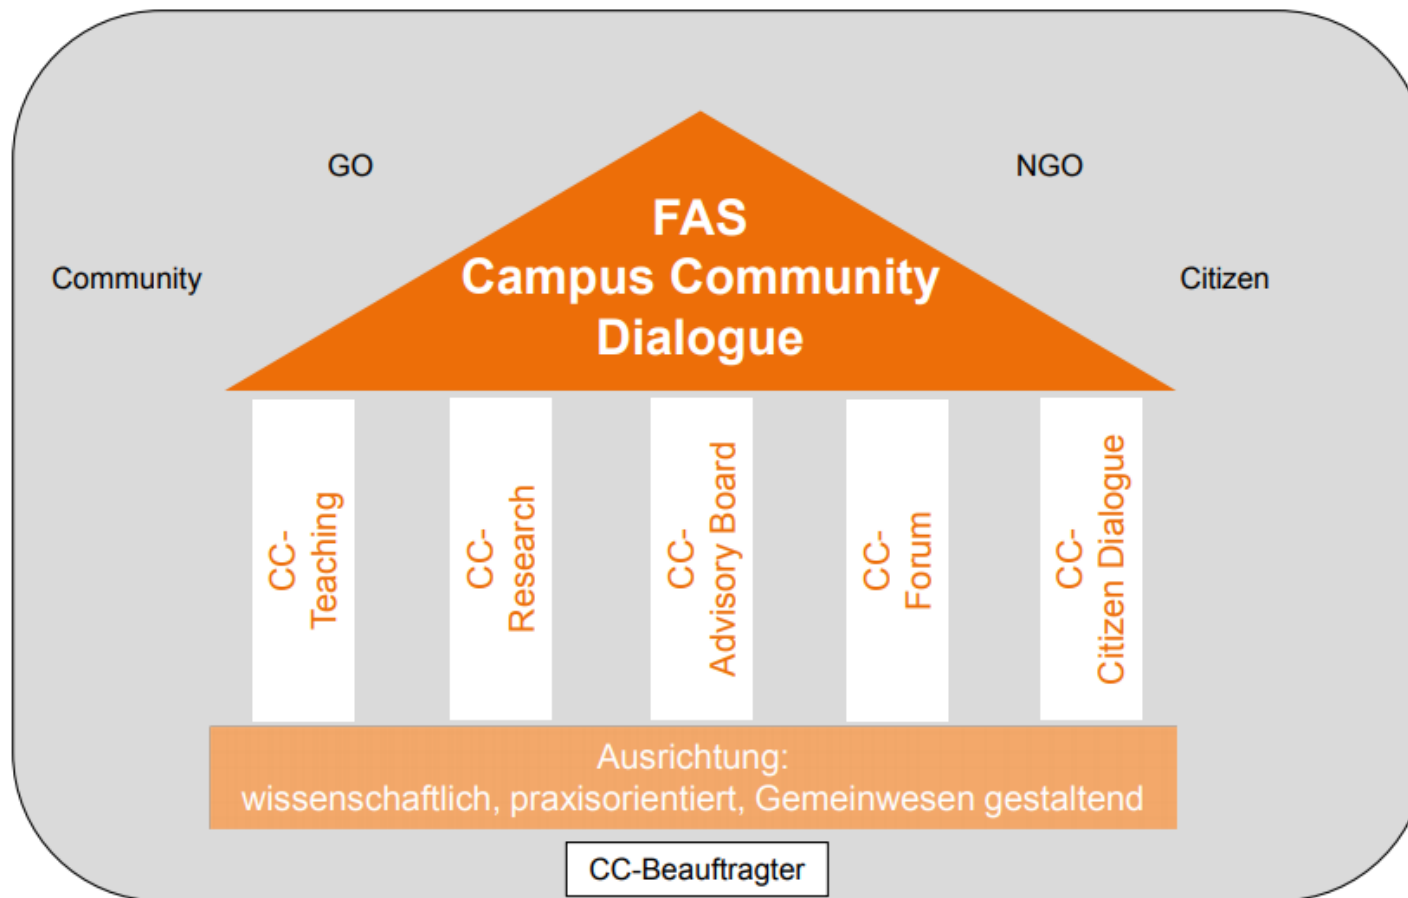 GO
NGO
Community
Citizen
FAS
Campus Community
Dialogue
CC-
Teaching
CC-
Research
CC-
Advisory Board
CC-
Forum
CC-
Citizen Dialogue
Ausrichtung:
wissenschaftlich, praxisorientiert, Gemeinwesen gestaltend
CC-Beauftragter